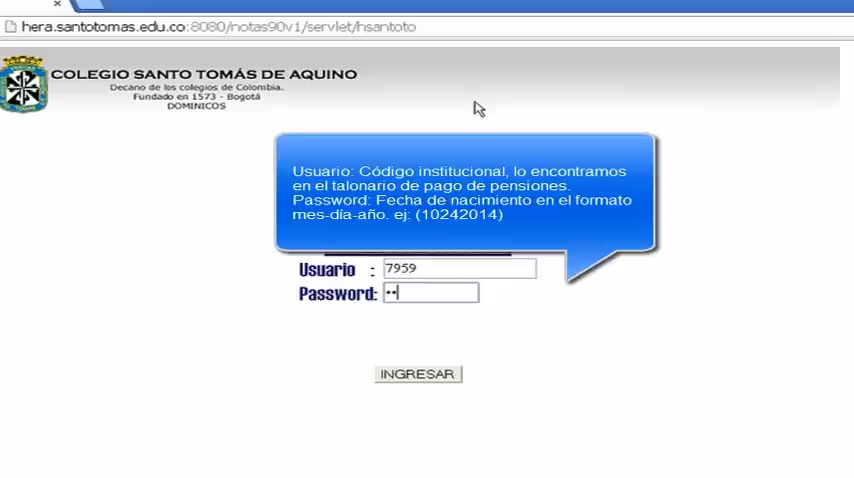 hera.santotomas.edu.co:8080/notas90v1/servlet/hsantoto
COLEGIO SANTO TOMÁS DE AQUINO
Decano de los colegios de Colombia.
Fundado en 1573 - Bogotá
DOMINICOS
Usuario: Código institucional, lo encontramos
en el talonario de pago de pensiones.
Password: Fecha de nacimiento en el formato
mes-día-año. ej: (10242014)
Usuario : 7959
Password: ••
INGRESAR